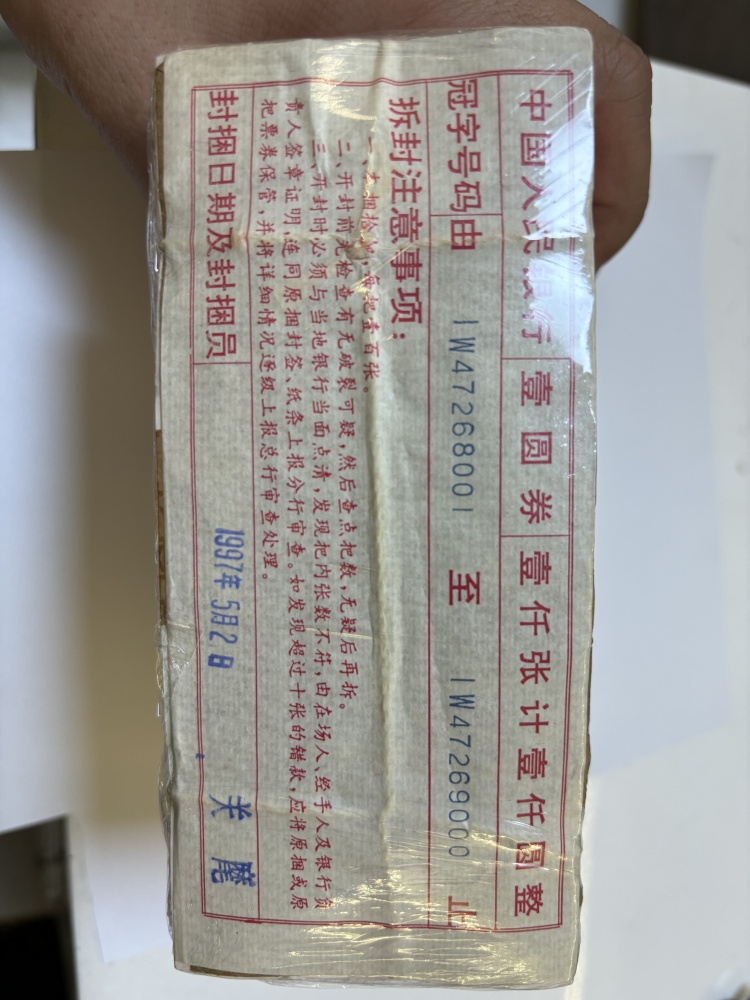 中国人民银行 壹圆券 壹仟张计壹仟圆整
冠字号码由 IW47268001 至 IW47269000 止
拆封注意事项：
一、本捆拾把，每把壹百张。
二、开封前先检查有无破裂可疑，然后查点把数，无疑后再拆。
三、开封时必须与当地银行当面点清，发现把内张数不符，由在场人、经手人及银行负
责人签章证明，连同原捆封签、纸条上报分行审查。如发现超过十张的错款，应将原捆或原
把票券保管，并将详细情况逐级上报总行审查处理。
封捆日期及封捆员 1997年5月2日